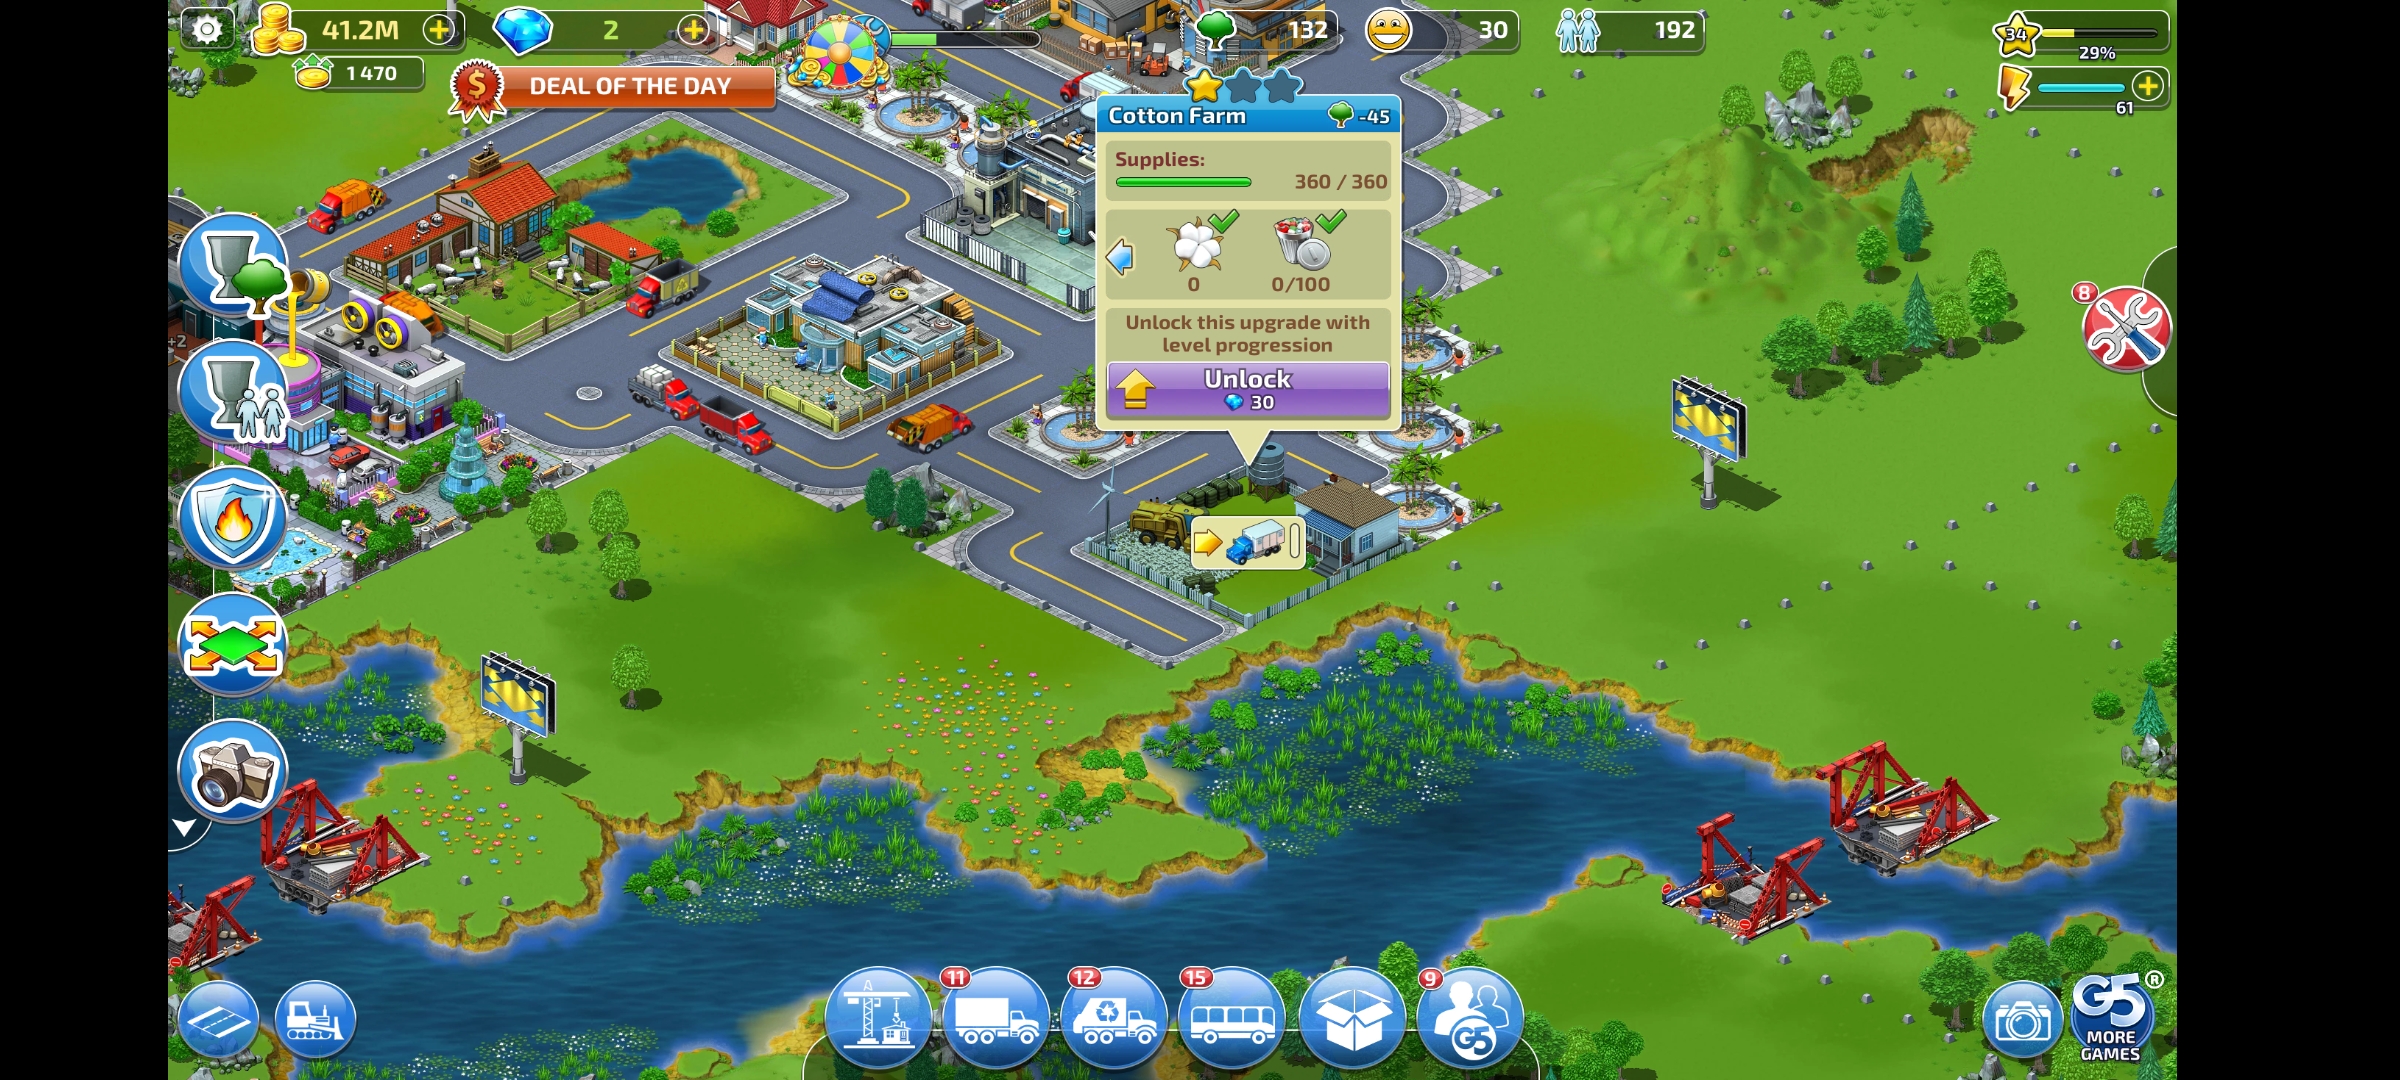 41.2M
2
132
30
192
34
29%
1 470
DEAL OF THE DAY
61
Cotton Farm
-45
Supplies:
360 / 360
0
0/100
Unlock this upgrade with
level progression
Unlock
30
+2
8
11
12
15
9
A
G5
G5
®
MORE
GAMES